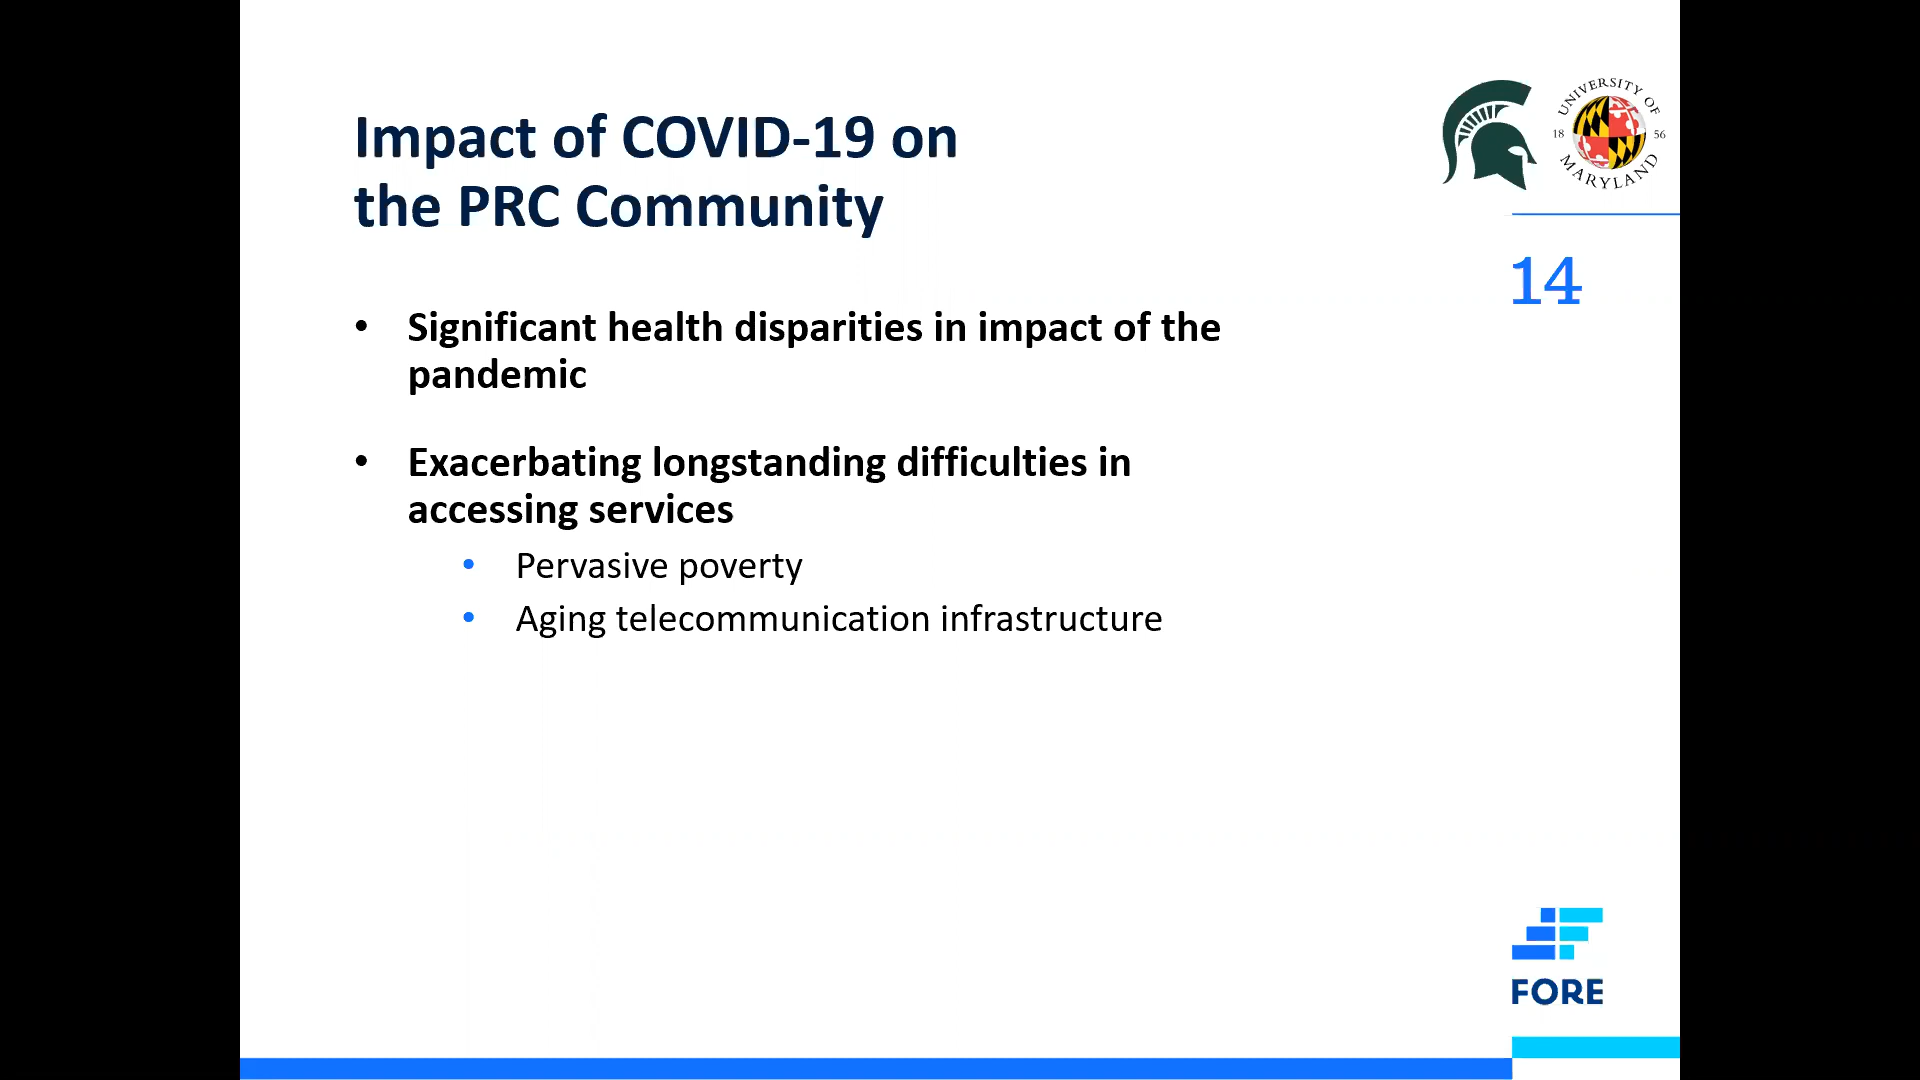 Impact of COVID-19 on
the PRC Community
UNIVERSITY OF
18 56
MARYLAND
14
• Significant health disparities in impact of the
pandemic
• Exacerbating longstanding difficulties in
accessing services
• Pervasive poverty
• Aging telecommunication infrastructure
FORE